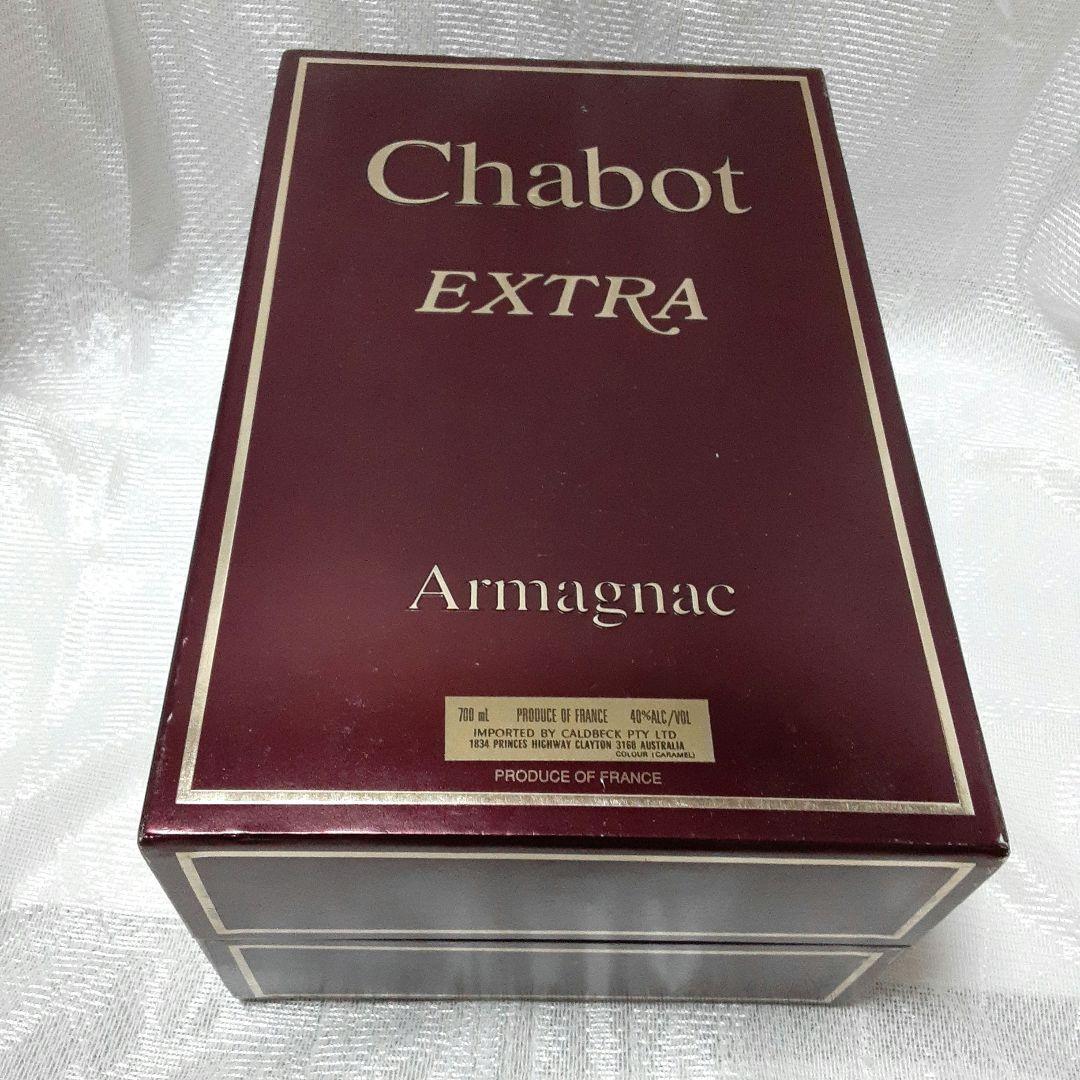 Chabot
EXTRA
Armagnac
700 mL PRODUCE OF FRANCE 40%ALC/VOL
IMPORTED BY CALDBECK PTY LTD
1834 PRINCES HIGHWAY CLAYTON 3168 AUSTRALIA
COLOUR (CARAMEL)
PRODUCE OF FRANCE